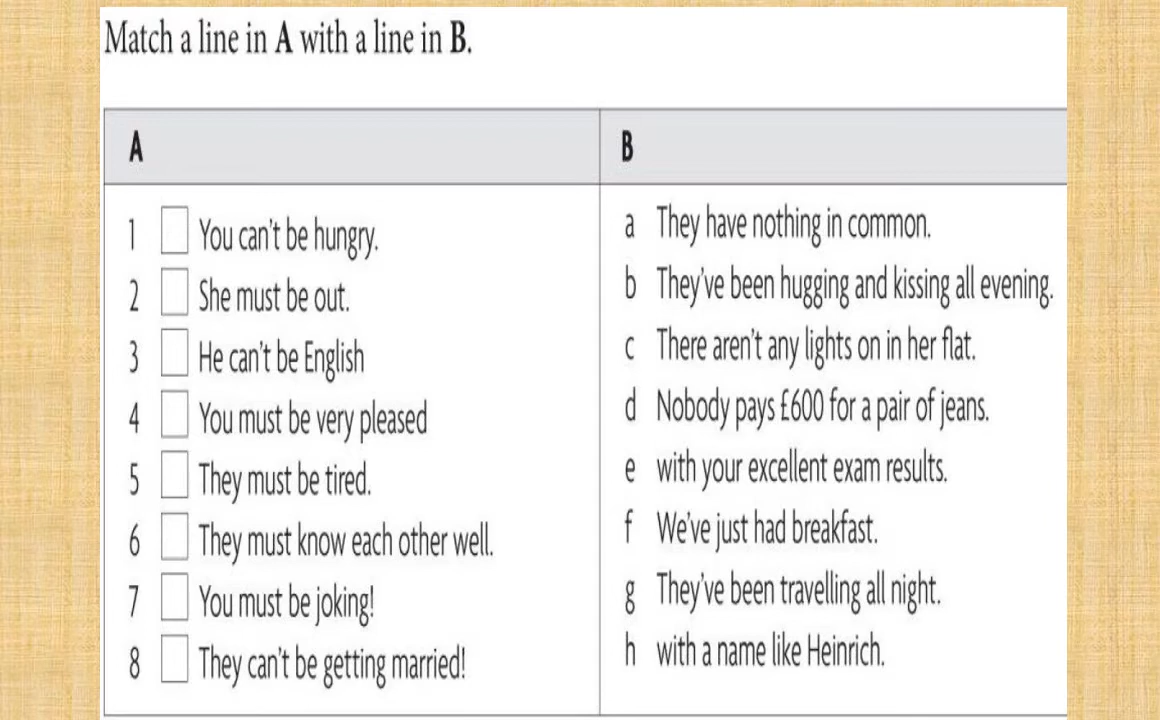 Match a line in A with a line in B.
A
B
1 You can't be hungry.
2 She must be out.
3 He can't be English
4 You must be very pleased
5 They must be tired.
6 They must know each other well.
7 You must be joking!
8 They can't be getting married!
a They have nothing in common.
b They've been hugging and kissing all evening.
c There aren't any lights on in her flat.
d Nobody pays £600 for a pair of jeans.
e with your excellent exam results.
f We've just had breakfast.
g They've been travelling all night.
h with a name like Heinrich.